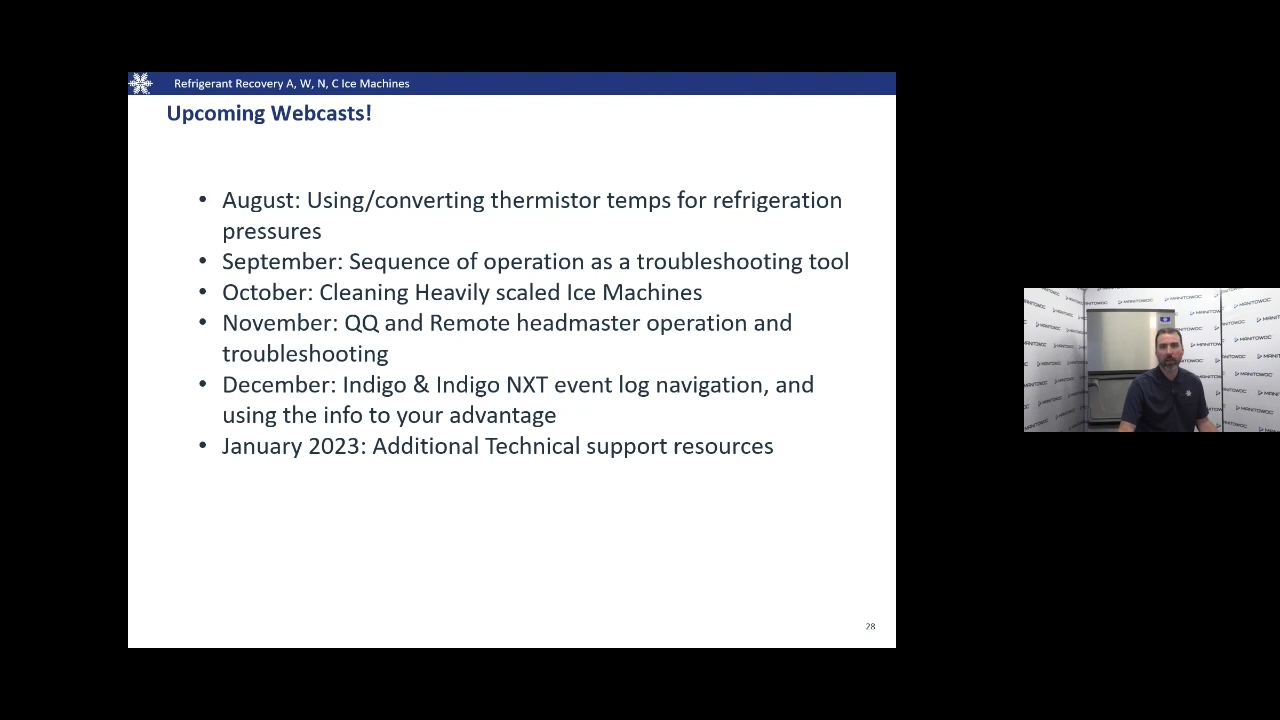 Refrigerant Recovery A, W, N, C Ice Machines
Upcoming Webcasts!
• August: Using/converting thermistor temps for refrigeration
pressures
• September: Sequence of operation as a troubleshooting tool
• October: Cleaning Heavily scaled Ice Machines
• November: QQ and Remote headmaster operation and
troubleshooting
• December: Indigo & Indigo NXT event log navigation, and
using the info to your advantage
• January 2023: Additional Technical support resources
28
MANITOWOC